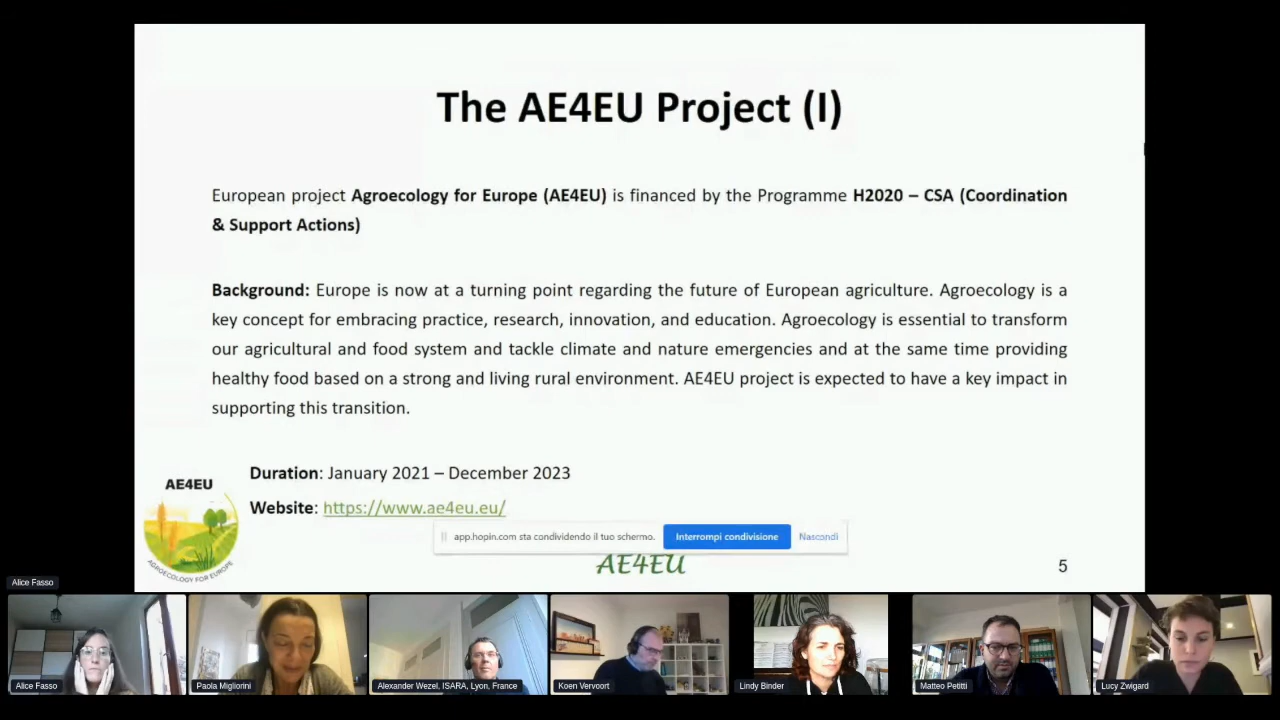 The AE4EU Project (I)
European project Agroecology for Europe (AE4EU) is financed by the Programme H2020 – CSA (Coordination
& Support Actions)
Background: Europe is now at a turning point regarding the future of European agriculture. Agroecology is a
key concept for embracing practice, research, innovation, and education. Agroecology is essential to transform
our agricultural and food system and tackle climate and nature emergencies and at the same time providing
healthy food based on a strong and living rural environment. AE4EU project is expected to have a key impact in
supporting this transition.
Duration: January 2021 – December 2023
Website: https://www.ae4eu.eu/
AE4EU
AGROECOLOGY FOR EUROPE
app.hopin.com sta condividendo il tuo schermo. Interrompi condivisione Nascondi
AE4EU
5
Alice Fasso
Alice Fasso
Paola Migliorini
Alexander Wezel, ISARA, Lyon, France
Koen Vervoort
Lindy Binder
Matteo Petitti
Lucy Zwigard